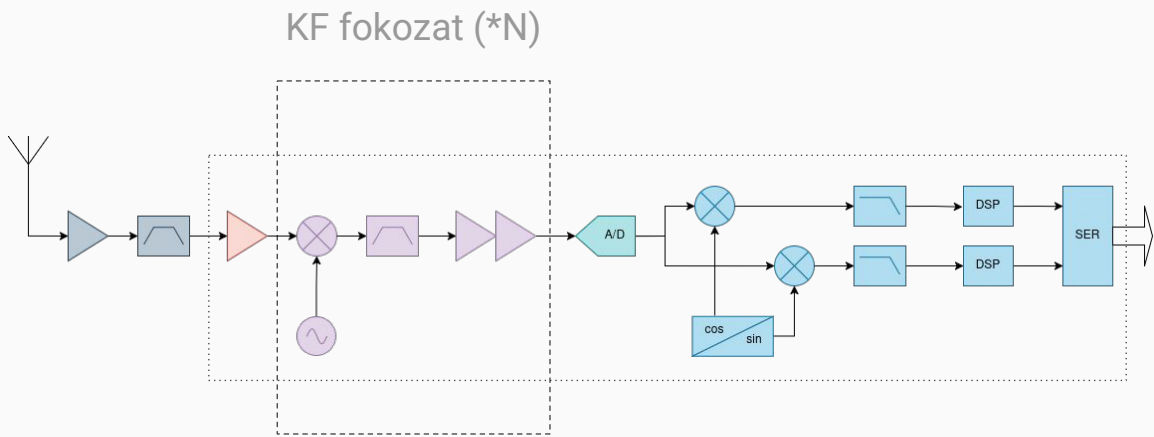 KF fokozat (*N)
A/D
cos
sin
DSP
DSP
SER